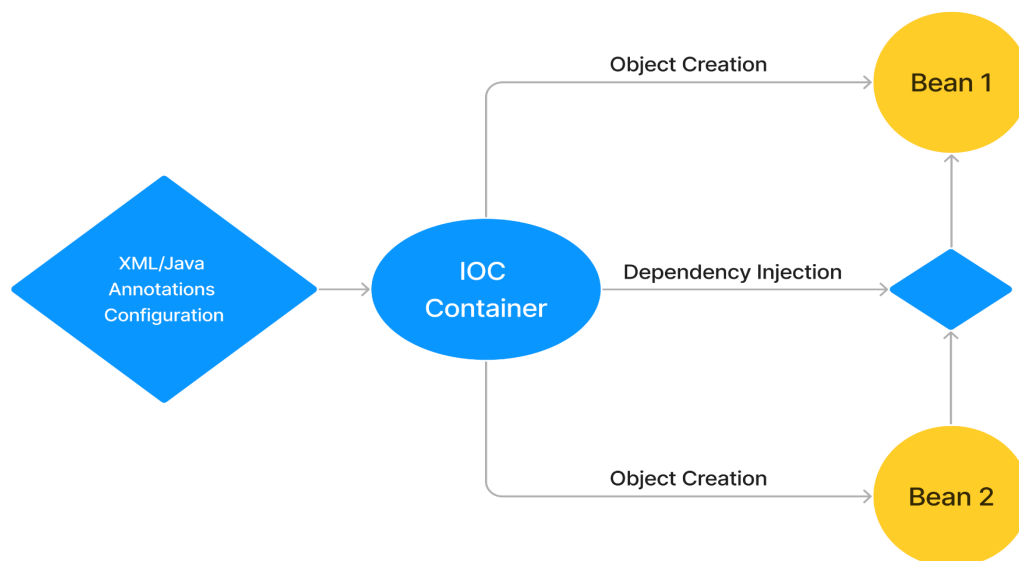 Object Creation
Bean 1
XML/Java
Annotations
Configuration
IOC
Container
Dependency Injection
Object Creation
Bean 2